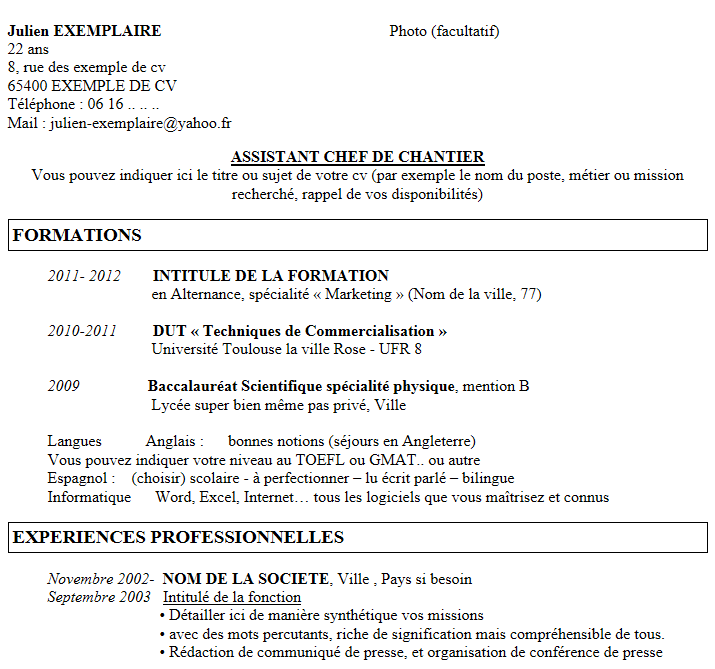 Julien EXEMPLAIRE Photo (facultatif)
22 ans
8, rue des exemple de cv
65400 EXEMPLE DE CV
Téléphone : 06 16 .. .. ..
Mail : julien-exemplaire@yahoo.fr
ASSISTANT CHEF DE CHANTIER
Vous pouvez indiquer ici le titre ou sujet de votre cv (par exemple le nom du poste, métier ou mission
recherché, rappel de vos disponibilités)
FORMATIONS
2011- 2012 INTITULE DE LA FORMATION
en Alternance, spécialité « Marketing » (Nom de la ville, 77)
2010-2011 DUT « Techniques de Commercialisation »
Université Toulouse la ville Rose - UFR 8
2009 Baccalauréat Scientifique spécialité physique, mention B
Lycée super bien même pas privé, Ville
Langues Anglais : bonnes notions (séjours en Angleterre)
Vous pouvez indiquer votre niveau au TOEFL ou GMAT.. ou autre
Espagnol : (choisir) scolaire - à perfectionner – lu écrit parlé – bilingue
Informatique Word, Excel, Internet… tous les logiciels que vous maîtrisez et connus
EXPERIENCES PROFESSIONNELLES
Novembre 2002- NOM DE LA SOCIETE, Ville , Pays si besoin
Septembre 2003 Intitulé de la fonction
• Détailler ici de manière synthétique vos missions
• avec des mots percutants, riche de signification mais compréhensible de tous.
• Rédaction de communiqué de presse, et organisation de conférence de presse